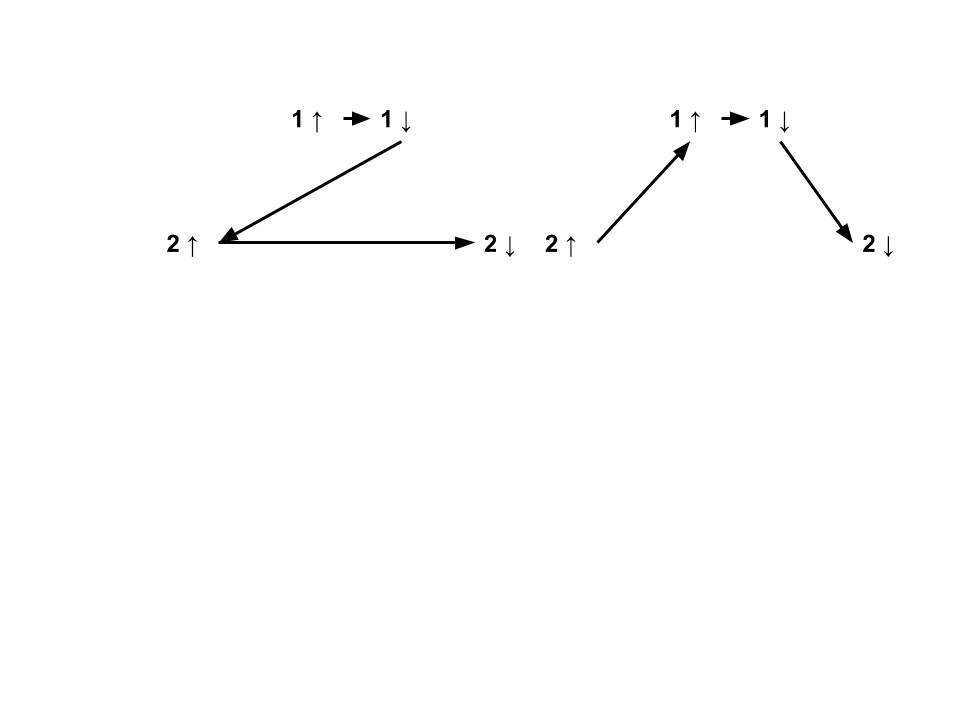 1 ↑ 1 ↓ 1 ↑ 1 ↓
2 ↑ 2 ↓ 2 ↑ 2 ↓